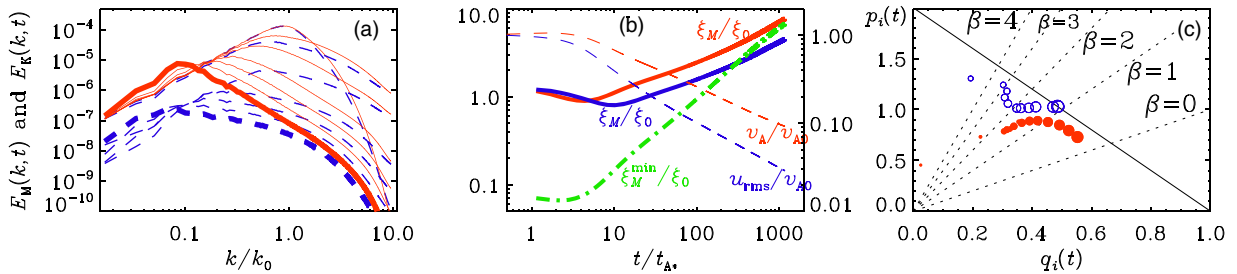 (a)
E_M(k,t) and E_K(k,t)
10⁻⁴
10⁻⁵
10⁻⁶
10⁻⁷
10⁻⁸
10⁻⁹
10⁻¹⁰
0.1 1.0 10.0
k/k₀
(b)
10.0
1.0
0.1
ξ_M/ξ₀
ξ_M/ξ₀
v_A/v_A0
ξ_M^min/ξ₀
u_rms/v_A0
1.00
0.10
0.01
1 10 100 1000
t/t_A*
p_i(t)
(c)
2.0
1.5
1.0
0.5
0.0
β=4
β=3
β=2
β=1
β=0
0.0 0.2 0.4 0.6 0.8 1.0
q_i(t)